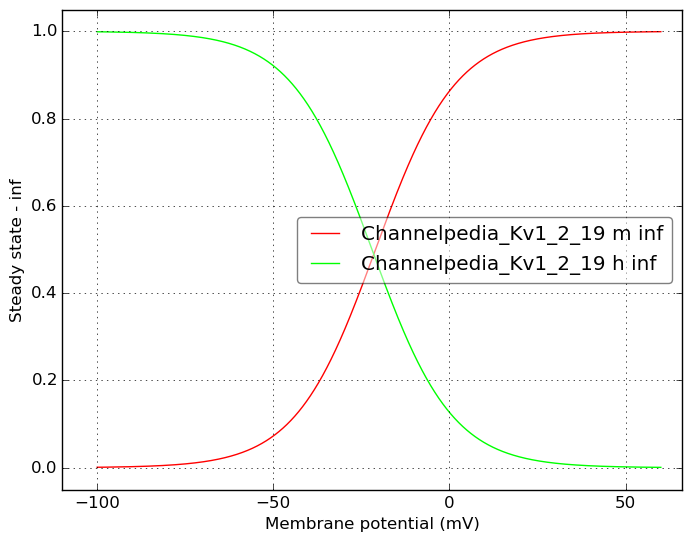 1.0
0.8
0.6
0.4
0.2
0.0
Steady state - inf
Channelpedia_Kv1_2_19 m inf
Channelpedia_Kv1_2_19 h inf
−100
−50
0
50
Membrane potential (mV)